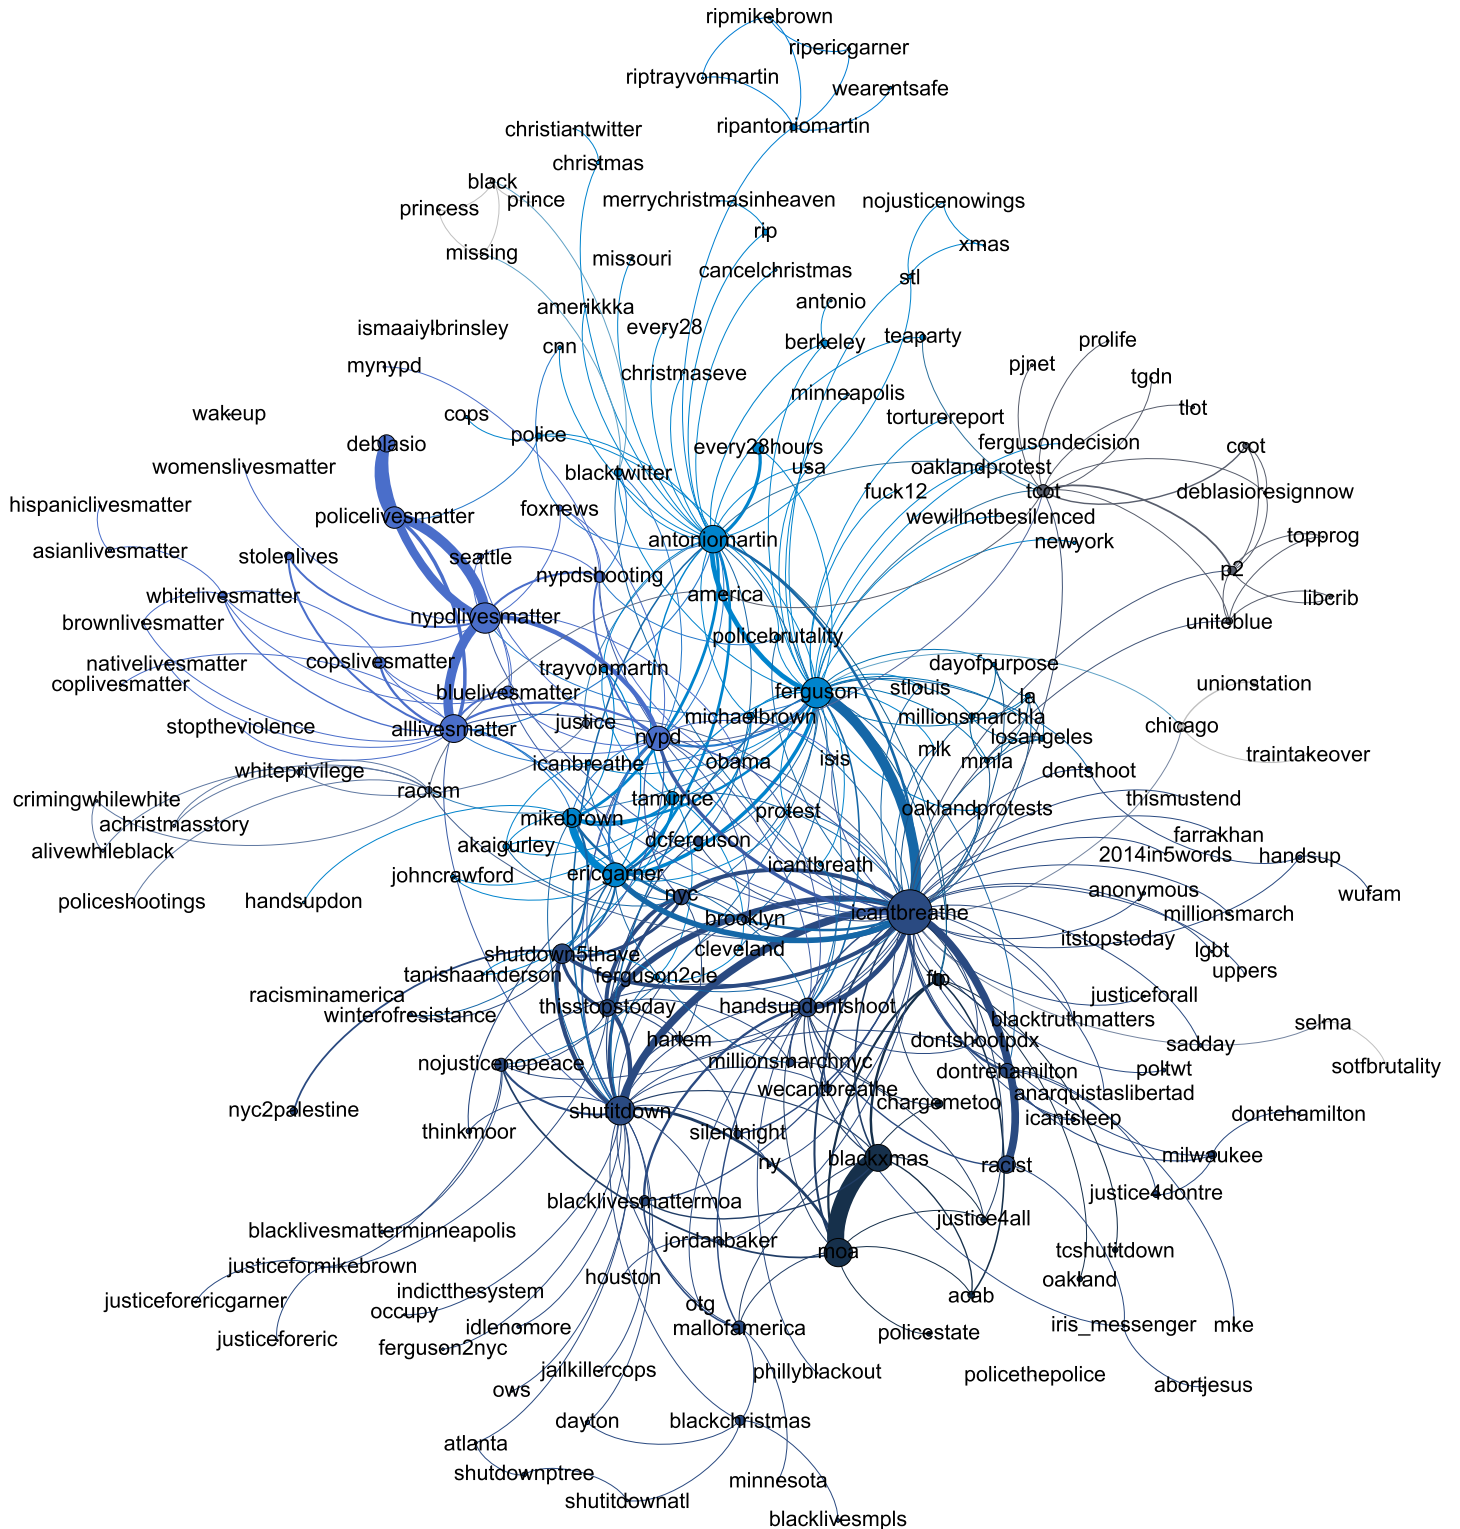 ripmikebrown
ripericgarner
riptrayvonmartin
wearentsafe
ripantoniomartin
christiantwitter
christmas
black
prince
princess
merrychristmasinheaven
nojusticenowings
rip
xmas
missing
missouri
cancelchristmas
stl
antonio
amerikkka
ismaaiylbrinsley
every28
cnn
berkeley
teaparty
prolife
mynypd
christmaseve
pjnet
tgdn
minneapolis
tlot
wakeup
cops
torturereport
police
deblasio
every28hours
fergusondecision
ccot
womenslivesmatter
blacktwitter
usa
oaklandprotest
fuck12
tcot
deblasioresignnow
hispaniclivesmatter
policelivesmatter
foxnews
wewillnotbesilenced
topprog
asianlivesmatter
stolenlives
seattle
antoniomartin
newyork
nypdshooting
p2
whitelivesmatter
america
libcrib
brownlivesmatter
nypdlivesmatter
policebrutality
uniteblue
nativelivesmatter
copslivesmatter
trayvonmartin
dayofpurpose
coplivesmatter
bluelivesmatter
ferguson
stlouis
la
unionstation
stoptheviolence
alllivesmatter
justice
michaelbrown
millionsmarchla
chicago
nypd
losangeles
icanbreathe
obama
isis
mlk
mmla
traintakeover
whiteprivilege
dontshoot
racism
crimingwhilewhite
tamirrice
thismustend
achristmasstory
mikebrown
protest
oaklandprotests
alivewhileblack
akaigurley
dcferguson
farrakhan
2014in5words
handsup
johncrawford
ericgarner
icantbreath
anonymous
wufam
policeshootings
handsupdon
nyc
brooklyn
icantbreathe
millionsmarch
shutdown5thave
cleveland
itstopstoday
lgbt
tanishaanderson
ferguson2cle
ftp
uppers
racisminamerica
winterofresistance
thisstopstoday
handsupdontshoot
justiceforall
blacktruthmatters
selma
harlem
dontshootpdx
sadday
nojusticenopeace
millionsmarchnyc
dontrehamilton
poltwt
sotfbrutality
wecantbreathe
anarquistaslibertad
nyc2palestine
shutitdown
chargometoo
icantsleep
dontehamilton
thinkmoor
silentnight
ny
blackxmas
racist
milwaukee
blacklivesmattermoa
justice4dontre
blacklivesmatterminneapolis
jordanbaker
moa
justice4all
tcshutitdown
justiceformikebrown
houston
oakland
justiceforericgarner
indictthesystem
occupy
otg
acab
justiceforeric
idlenomore
mallofamerica
policestate
iris_messenger
mke
ferguson2nyc
jailkillercops
phillyblackout
policethepolice
abortjesus
ows
dayton
blackchristmas
atlanta
shutdownptree
minnesota
shutitdownatl
blacklivesmpls